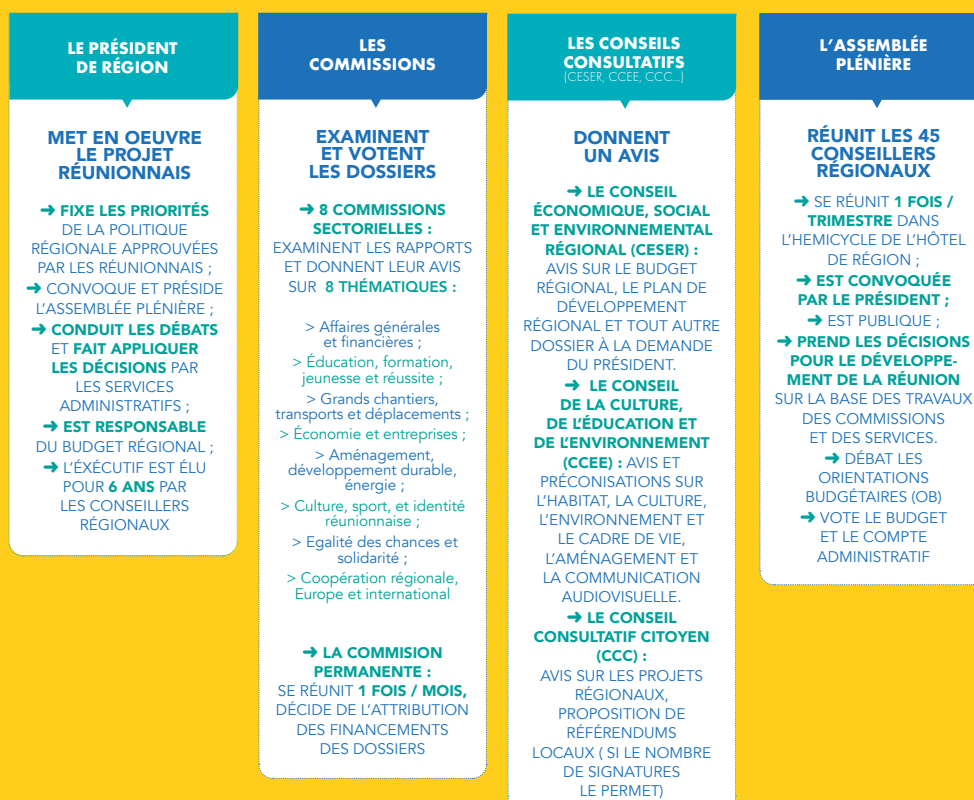 LE PRÉSIDENT
DE RÉGION
MET EN OEUVRE
LE PROJET
RÉUNIONNAIS
➜ FIXE LES PRIORITÉS
DE LA POLITIQUE
RÉGIONALE APPROUVÉES
PAR LES RÉUNIONNAIS ;
➜ CONVOQUE ET PRÉSIDE
L'ASSEMBLÉE PLÉNIÈRE ;
➜ CONDUIT LES DÉBATS
ET FAIT APPLIQUER
LES DÉCISIONS PAR
LES SERVICES
ADMINISTRATIFS ;
➜ EST RESPONSABLE
DU BUDGET RÉGIONAL ;
➜ L'ÉXÉCUTIF EST ÉLU
POUR 6 ANS PAR
LES CONSEILLERS
RÉGIONAUX
LES
COMMISSIONS
EXAMINENT
ET VOTENT
LES DOSSIERS
➜ 8 COMMISSIONS
SECTORIELLES :
EXAMINENT LES RAPPORTS
ET DONNENT LEUR AVIS
SUR 8 THÉMATIQUES :
> Affaires générales
et financières ;
> Éducation, formation,
jeunesse et réussite ;
> Grands chantiers,
transports et déplacements ;
> Économie et entreprises ;
> Aménagement,
développement durable,
énergie ;
> Culture, sport, et identité
réunionnaise ;
> Egalité des chances et
solidarité ;
> Coopération régionale,
Europe et international
➜ LA COMMISION
PERMANENTE :
SE RÉUNIT 1 FOIS / MOIS,
DÉCIDE DE L'ATTRIBUTION
DES FINANCEMENTS
DES DOSSIERS
LES CONSEILS
CONSULTATIFS
(CESER, CCEE, CCC...)
DONNENT
UN AVIS
➜ LE CONSEIL
ÉCONOMIQUE, SOCIAL
ET ENVIRONNEMENTAL
RÉGIONAL (CESER) :
AVIS SUR LE BUDGET
RÉGIONAL, LE PLAN DE
DÉVELOPPEMENT
RÉGIONAL ET TOUT AUTRE
DOSSIER À LA DEMANDE
DU PRÉSIDENT.
➜ LE CONSEIL
DE LA CULTURE,
DE L'ÉDUCATION ET
DE L'ENVIRONNEMENT
(CCEE) : AVIS ET
PRÉCONISATIONS SUR
L'HABITAT, LA CULTURE,
L'ENVIRONNEMENT ET
LE CADRE DE VIE,
L'AMÉNAGEMENT ET
LA COMMUNICATION
AUDIOVISUELLE.
➜ LE CONSEIL
CONSULTATIF CITOYEN
(CCC) :
AVIS SUR LES PROJETS
RÉGIONAUX,
PROPOSITION DE
RÉFÉRENDUMS
LOCAUX ( SI LE NOMBRE
DE SIGNATURES
LE PERMET)
L'ASSEMBLÉE
PLÉNIÈRE
RÉUNIT LES 45
CONSEILLERS
RÉGIONAUX
➜ SE RÉUNIT 1 FOIS /
TRIMESTRE DANS
L'HEMICYCLE DE L'HÔTEL
DE RÉGION ;
➜ EST CONVOQUÉE
PAR LE PRÉSIDENT ;
➜ EST PUBLIQUE ;
➜ PREND LES DÉCISIONS
POUR LE DÉVELOPPE-
MENT DE LA RÉUNION
SUR LA BASE DES TRAVAUX
DES COMMISSIONS
ET DES SERVICES.
➜ DÉBAT LES
ORIENTATIONS
BUDGÉTAIRES (OB)
➜ VOTE LE BUDGET
ET LE COMPTE
ADMINISTRATIF